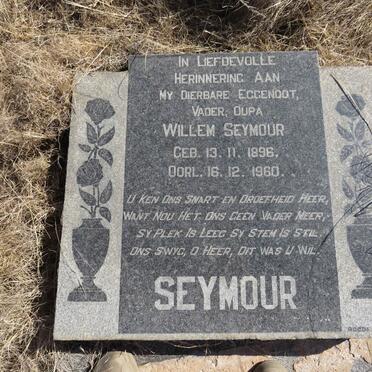 IN LIEFDEVOLLE
HERINNERING AAN
MY DIERBARE EGGENOOT,
VADER, OUPA
WILLEM SEYMOUR
GEB. 13. 11. 1896.
OORL. 16. 12. 1960.
U KEN ONS SMART EN DROEFHEID HEER,
WANT NOU HET ONS GEEN VADER MEER,-
SY PLEK IS LEEG SY STEM IS STIL
ONS SWYG, O HEER, DIT WAS U WIL.
SEYMOUR